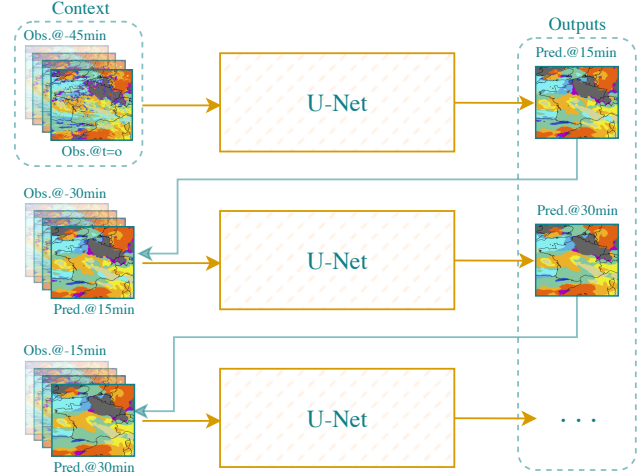 Context
Outputs
Obs.@-45min
Pred.@15min
U-Net
Obs.@t=o
Obs.@-30min
Pred.@30min
U-Net
Pred.@15min
Obs.@-15min
U-Net
. . .
Pred.@30min